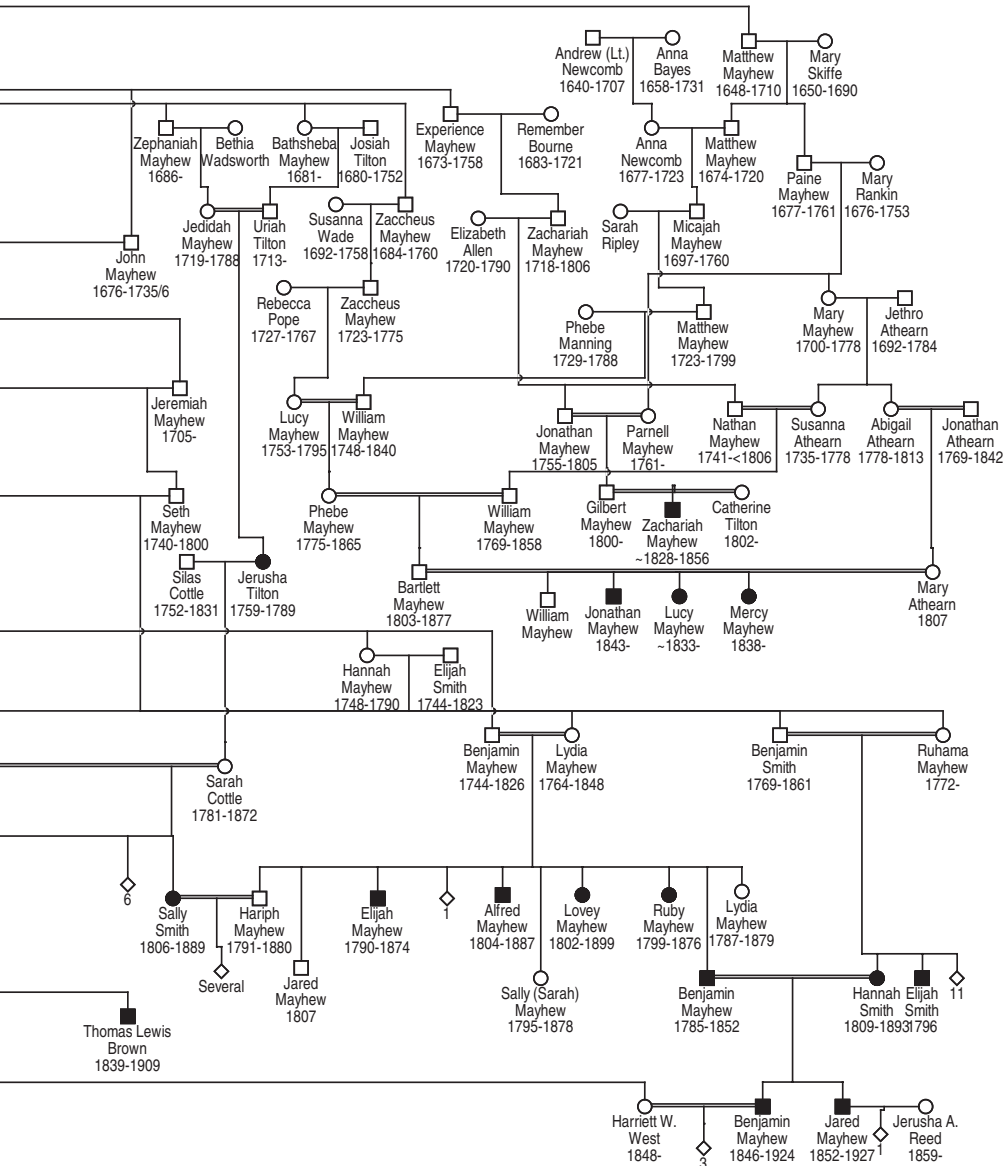 Andrew (Lt.)
Newcomb
1640-1707
Anna
Bayes
1658-1731
Matthew
Mayhew
1648-1710
Mary
Skiffe
1650-1690
Zephaniah
Mayhew
1686-
Bethia
Wadsworth
Bathsheba
Mayhew
1681-
Josiah
Tilton
1680-1752
Experience
Mayhew
1673-1758
Remember
Bourne
1683-1721
Anna
Newcomb
1677-1723
Matthew
Mayhew
1674-1720
Paine
Mayhew
1677-1761
Mary
Rankin
1676-1753
John
Mayhew
1676-1735/6
Jedidah
Mayhew
1719-1788
Uriah
Tilton
1713-
Susanna
Wade
1692-1758
Zaccheus
Mayhew
1684-1760
Elizabeth
Allen
1720-1790
Zachariah
Mayhew
1718-1806
Sarah
Ripley
Micajah
Mayhew
1697-1760
Rebecca
Pope
1727-1767
Zaccheus
Mayhew
1723-1775
Phebe
Manning
1729-1788
Matthew
Mayhew
1723-1799
Mary
Mayhew
1700-1778
Jethro
Athearn
1692-1784
Jeremiah
Mayhew
1705-
Lucy
Mayhew
1753-1795
William
Mayhew
1748-1840
Jonathan
Mayhew
1755-1805
Parnell
Mayhew
1761-
Nathan
Mayhew
1741-<1806
Susanna
Athearn
1735-1778
Abigail
Athearn
1778-1813
Jonathan
Athearn
1769-1842
Seth
Mayhew
1740-1800
Phebe
Mayhew
1775-1865
William
Mayhew
1769-1858
Gilbert
Mayhew
1800-
Zachariah
Mayhew
~1828-1856
Catherine
Tilton
1802-
Silas
Cottle
1752-1831
Jerusha
Tilton
1759-1789
Bartlett
Mayhew
1803-1877
William
Mayhew
Jonathan
Mayhew
1843-
Lucy
Mayhew
~1833-
Mercy
Mayhew
1838-
Mary
Athearn
1807
Hannah
Mayhew
1748-1790
Elijah
Smith
1744-1823
Benjamin
Mayhew
1744-1826
Lydia
Mayhew
1764-1848
Benjamin
Smith
1769-1861
Ruhama
Mayhew
1772-
Sarah
Cottle
1781-1872
6
Sally
Smith
1806-1889
Hariph
Mayhew
1791-1880
Several
Jared
Mayhew
1807
Elijah
Mayhew
1790-1874
1
Alfred
Mayhew
1804-1887
Sally (Sarah)
Mayhew
1795-1878
Lovey
Mayhew
1802-1899
Ruby
Mayhew
1799-1876
Lydia
Mayhew
1787-1879
Benjamin
Mayhew
1785-1852
Hannah
Smith
1809-1893
Elijah
Smith
1796
11
Thomas Lewis
Brown
1839-1909
Harriett W.
West
1848-
3
Benjamin
Mayhew
1846-1924
Jared
Mayhew
1852-1927
1
Jerusha A.
Reed
1859-